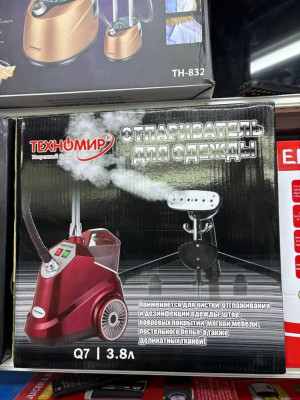 TH-832
ТЕХНОМИР
ОТПАРИВАТЕЛЬ
ДЛЯ ОДЕЖДЫ
Применяется для чистки, отпаривания
и дезинфекции одежды, штор,
ковровых покрытий, мягкой мебели,
постельного белья, а также
деликатных тканей!
Q7 | 3.8л